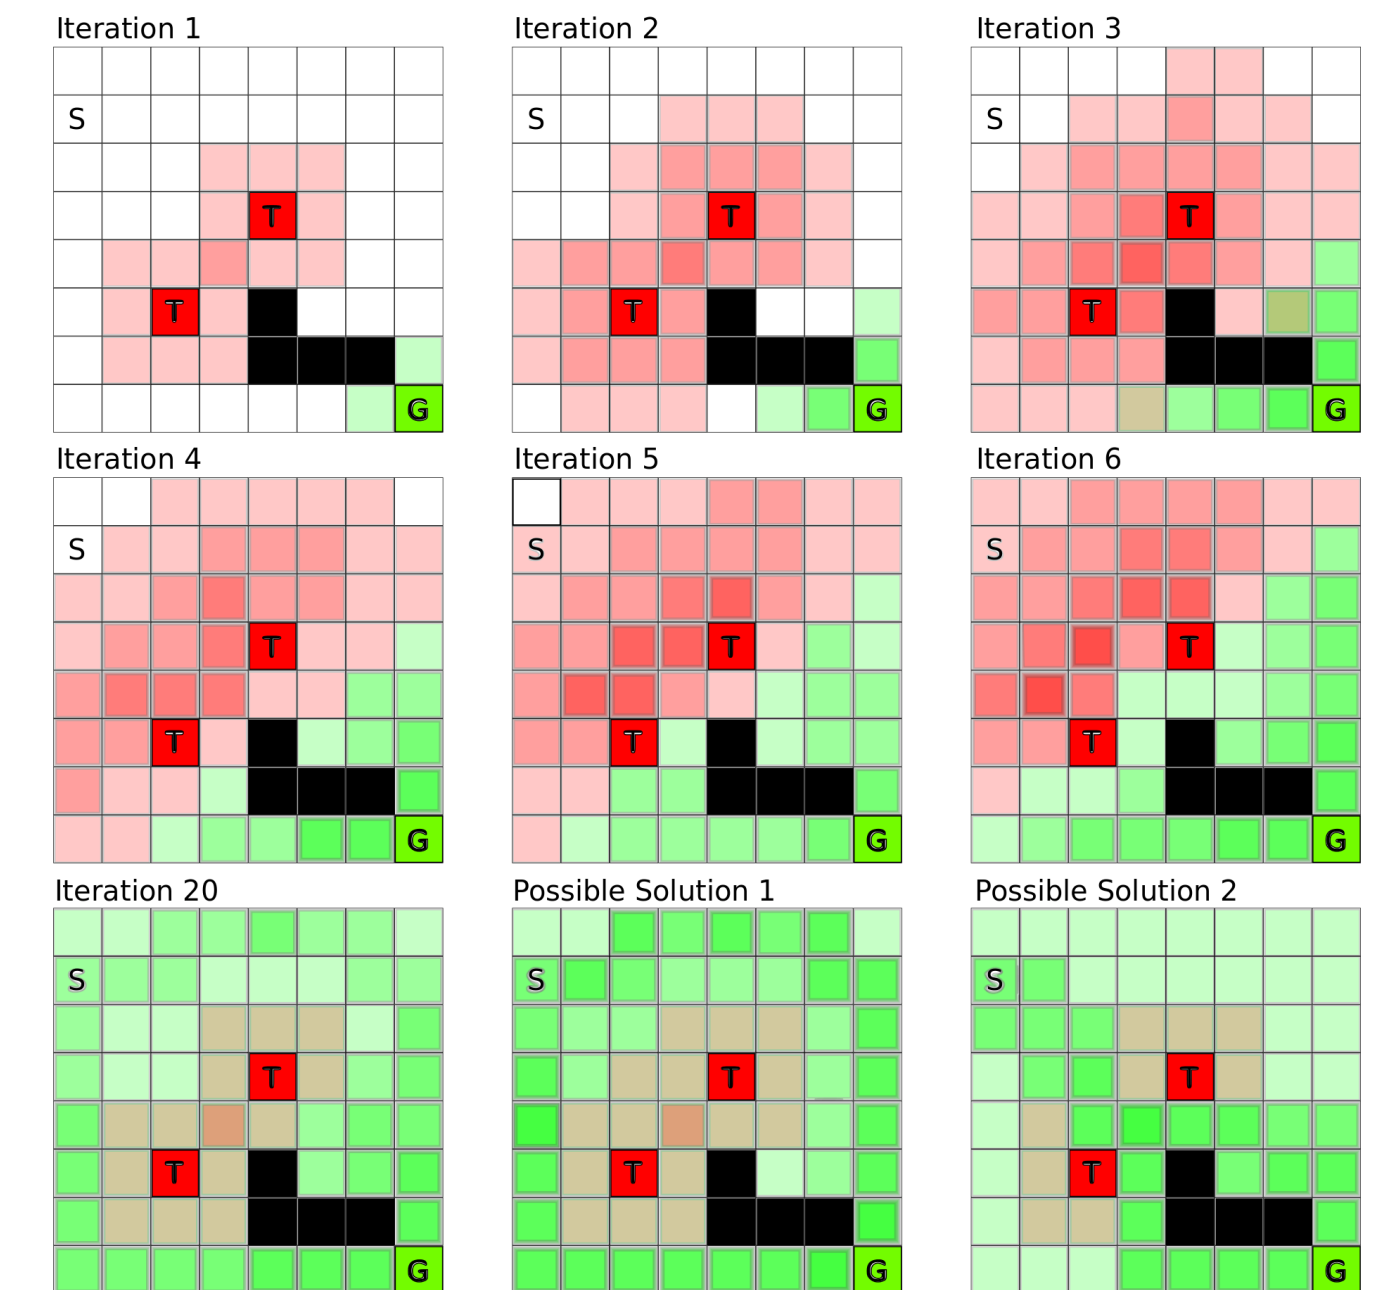 Iteration 1 Iteration 2 Iteration 3
S S S
T T T
T T T
G G G
Iteration 4 Iteration 5 Iteration 6
S S S
T T T
T T T
G G G
Iteration 20 Possible Solution 1 Possible Solution 2
S S S
T T T
T T T
G G G